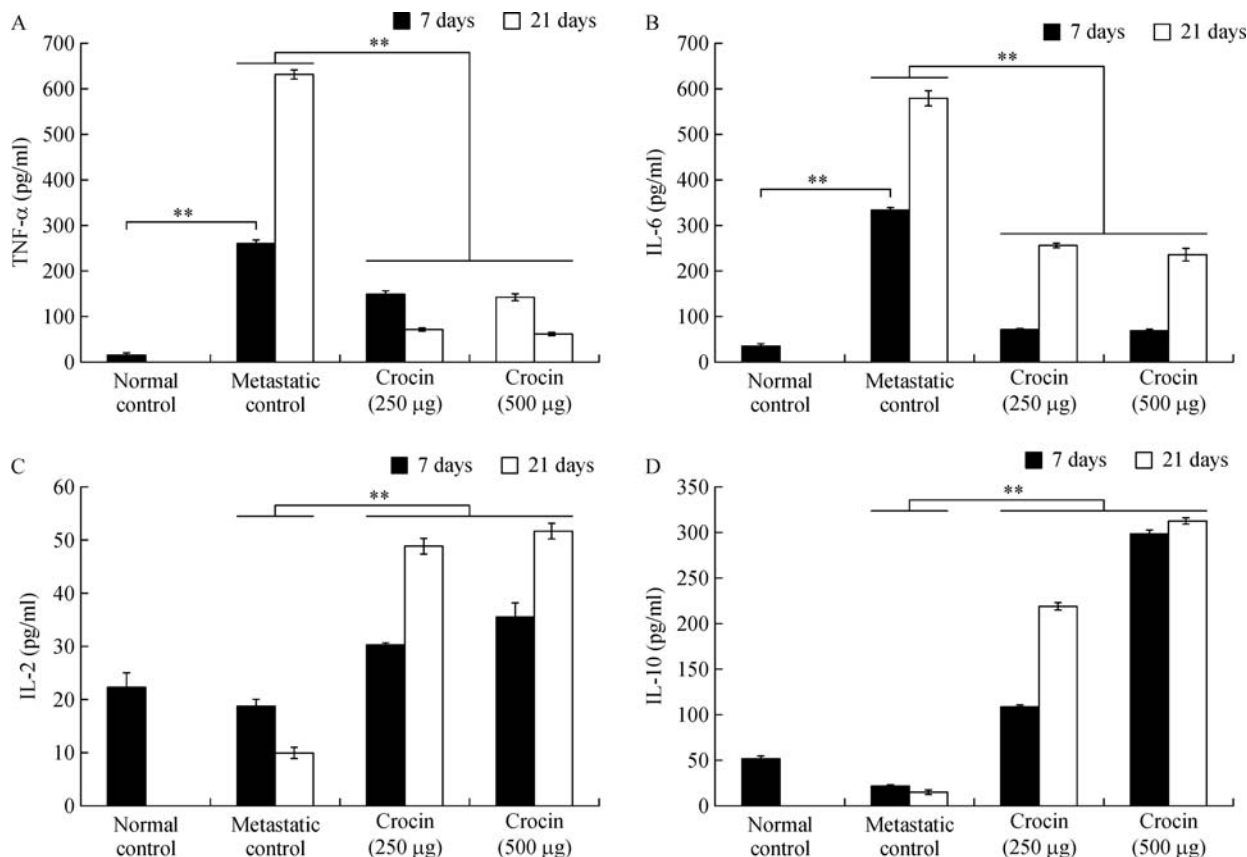 A
7 days
21 days
TNF-α (pg/ml)
700
600
500
400
300
200
100
0
**
**
Normal control
Metastatic control
Crocin (250 μg)
Crocin (500 μg)
B
7 days
21 days
IL-6 (pg/ml)
700
600
500
400
300
200
100
0
**
**
Normal control
Metastatic control
Crocin (250 μg)
Crocin (500 μg)
C
7 days
21 days
IL-2 (pg/ml)
60
50
40
30
20
10
0
**
Normal control
Metastatic control
Crocin (250 μg)
Crocin (500 μg)
D
7 days
21 days
IL-10 (pg/ml)
350
300
250
200
150
100
50
0
**
Normal control
Metastatic control
Crocin (250 μg)
Crocin (500 μg)